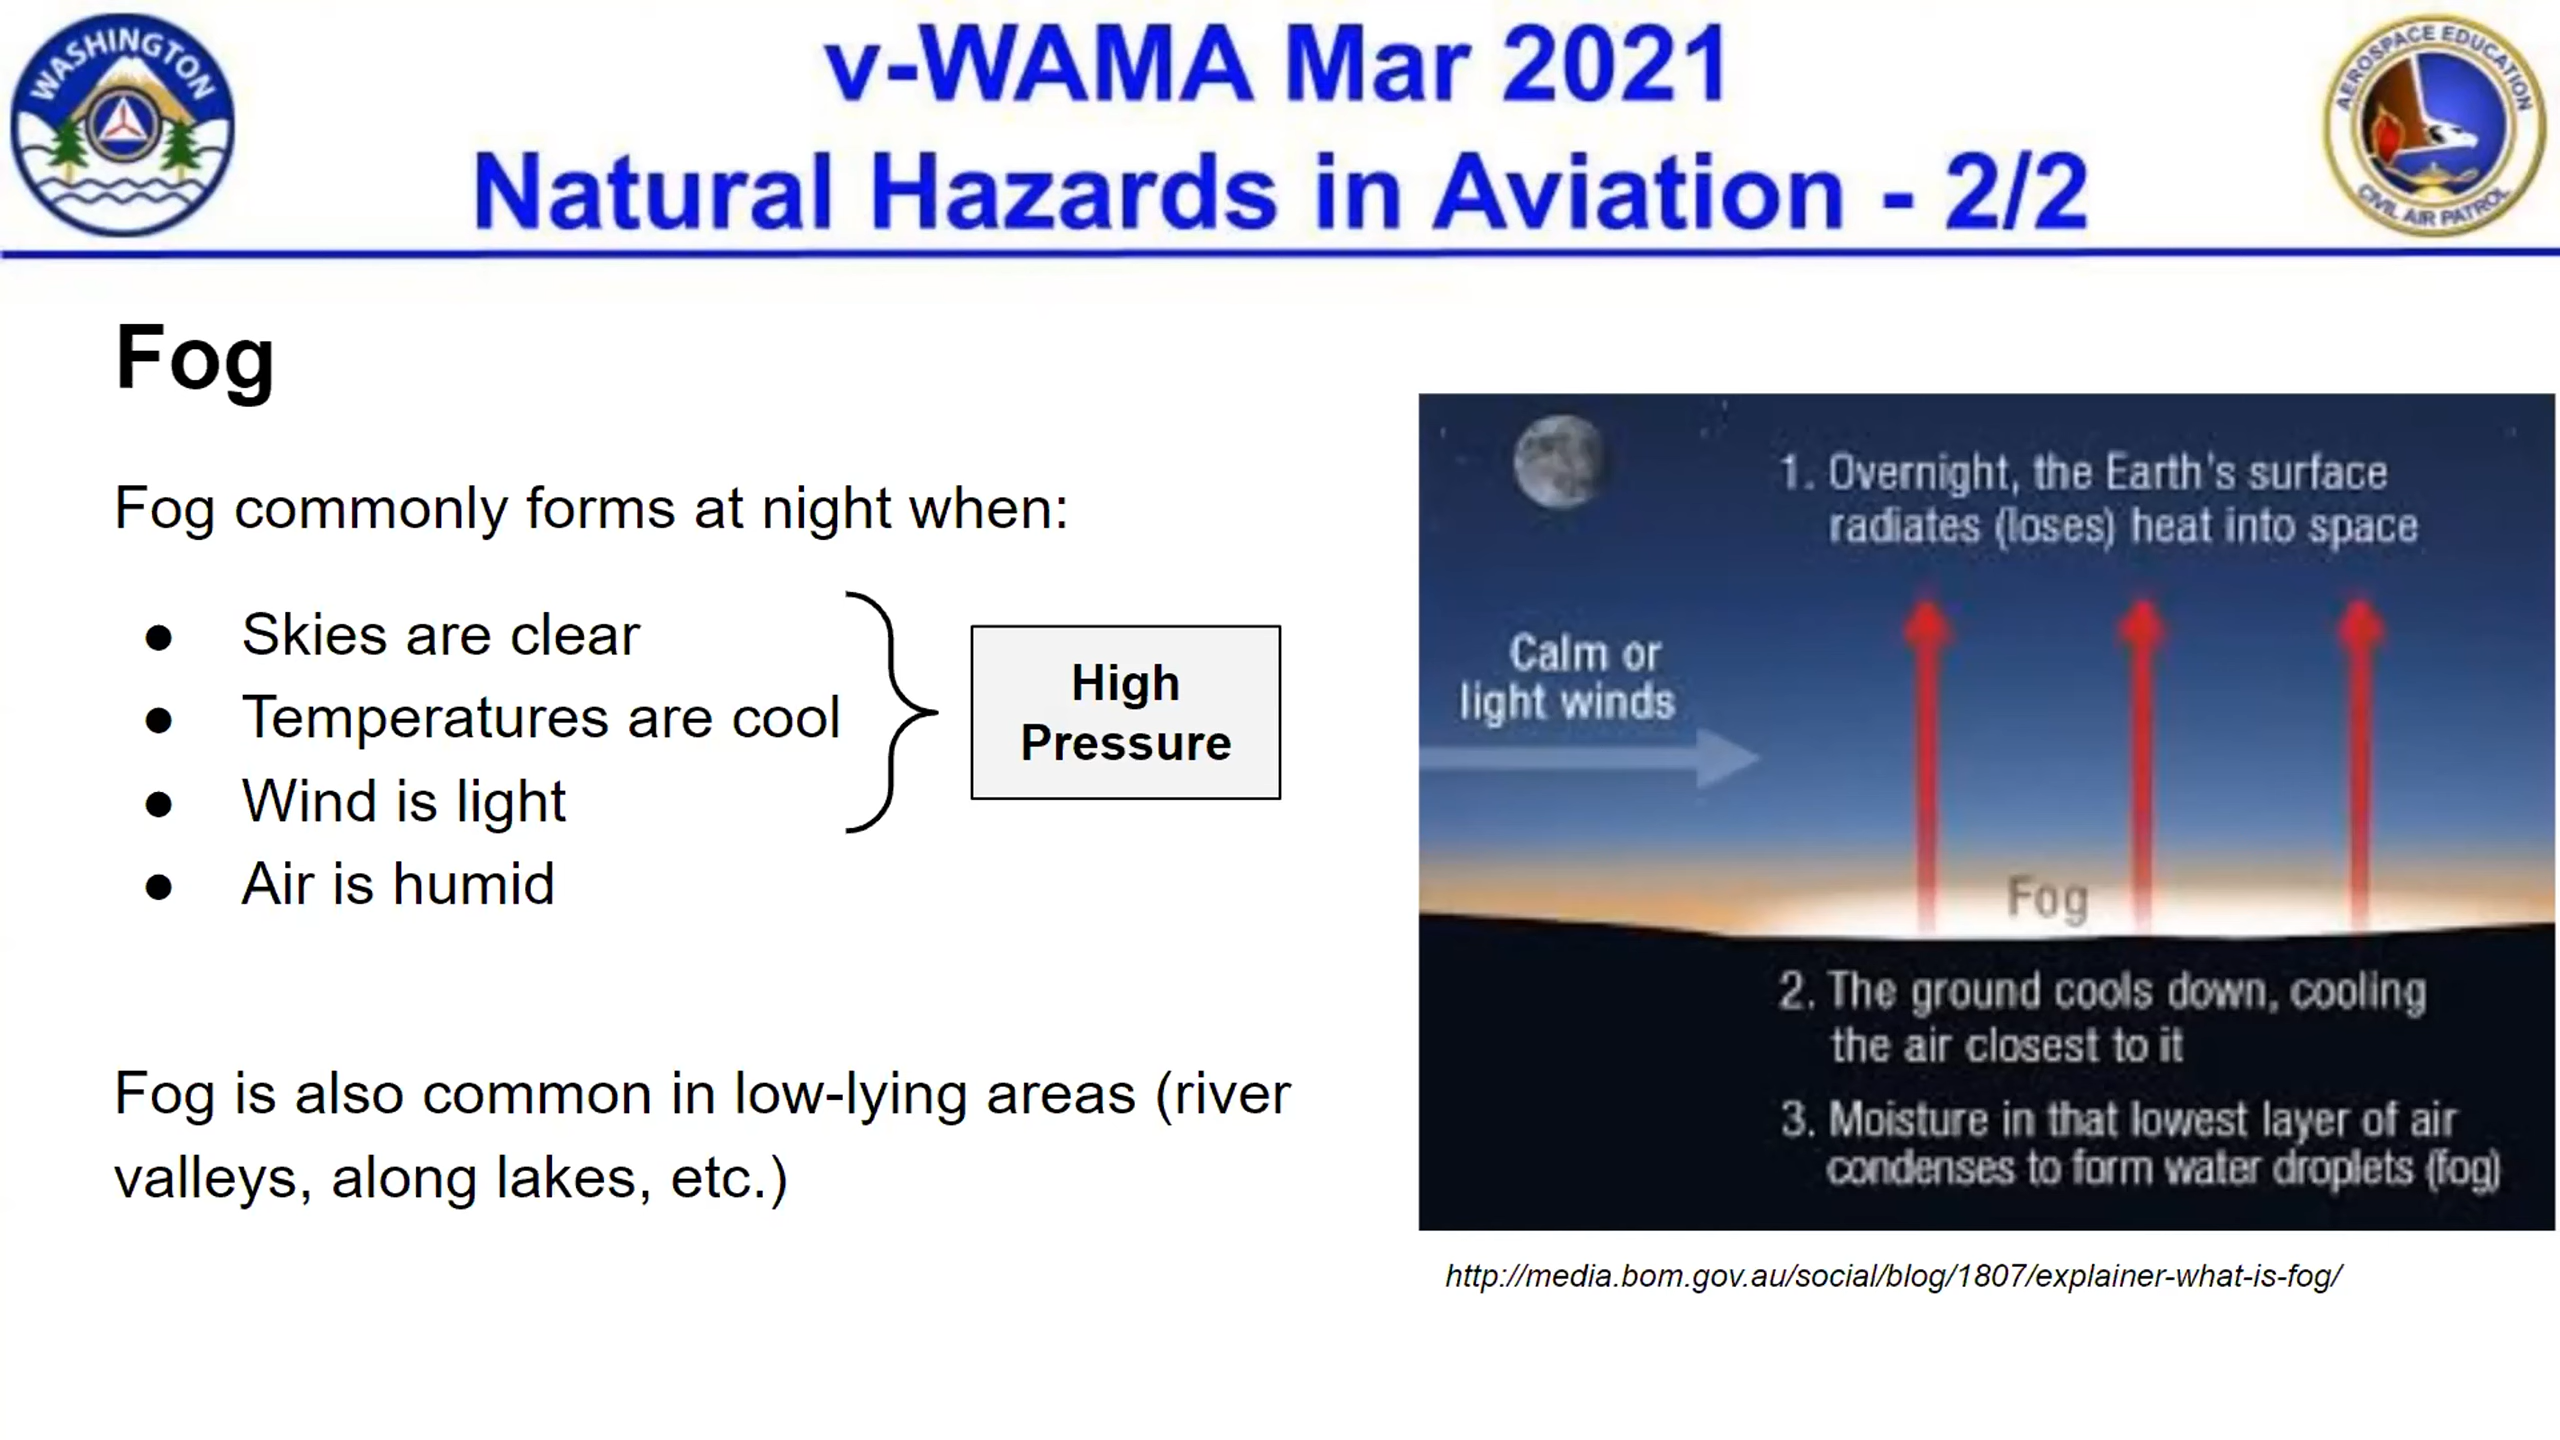 WASHINGTON
v-WAMA Mar 2021
Natural Hazards in Aviation - 2/2
AEROSPACE EDUCATION
CIVIL AIR PATROL
Fog
Fog commonly forms at night when:
● Skies are clear
● Temperatures are cool
● Wind is light
● Air is humid
High
Pressure
Fog is also common in low-lying areas (river
valleys, along lakes, etc.)
1. Overnight, the Earth's surface
radiates (loses) heat into space
Calm or
light winds
Fog
2. The ground cools down, cooling
the air closest to it
3. Moisture in that lowest layer of air
condenses to form water droplets (fog)
http://media.bom.gov.au/social/blog/1807/explainer-what-is-fog/